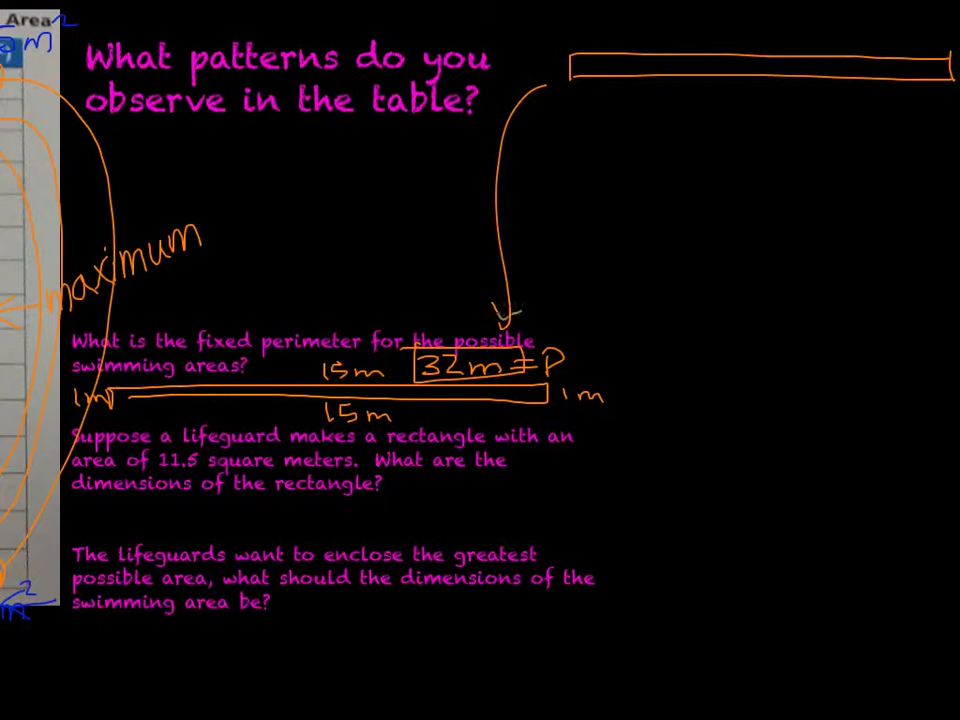 Area
5m²
What patterns do you
observe in the table?
maximum
What is the fixed perimeter for the possible
swimming areas?
15m
32m=P
1m
1m
15m
Suppose a lifeguard makes a rectangle with an
area of 11.5 square meters. What are the
dimensions of the rectangle?
The lifeguards want to enclose the greatest
possible area, what should the dimensions of the
swimming area be?
m²